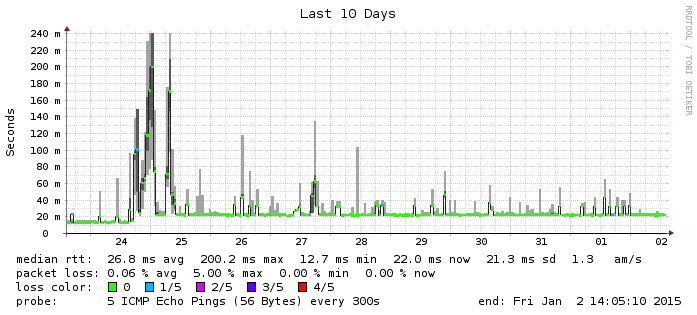 Last 10 Days
RRDTOOL / TOBI OETIKER
Seconds
240 m
220 m
200 m
180 m
160 m
140 m
120 m
100 m
80 m
60 m
40 m
20 m
0
24 25 26 27 28 29 30 31 01 02
median rtt: 26.8 ms avg 200.2 ms max 12.7 ms min 22.0 ms now 21.3 ms sd 1.3 am/s
packet loss: 0.06 % avg 5.00 % max 0.00 % min 0.00 % now
loss color: 0 1/5 2/5 3/5 4/5
probe: 5 ICMP Echo Pings (56 Bytes) every 300s end: Fri Jan 2 14:05:10 2015